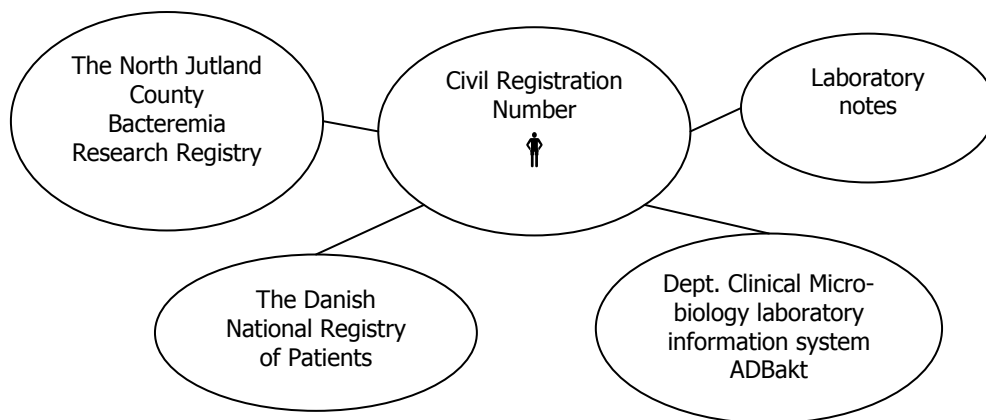 The North Jutland
County
Bacteremia
Research Registry
Civil Registration
Number
Laboratory
notes
The Danish
National Registry
of Patients
Dept. Clinical Micro-
biology laboratory
information system
ADBakt